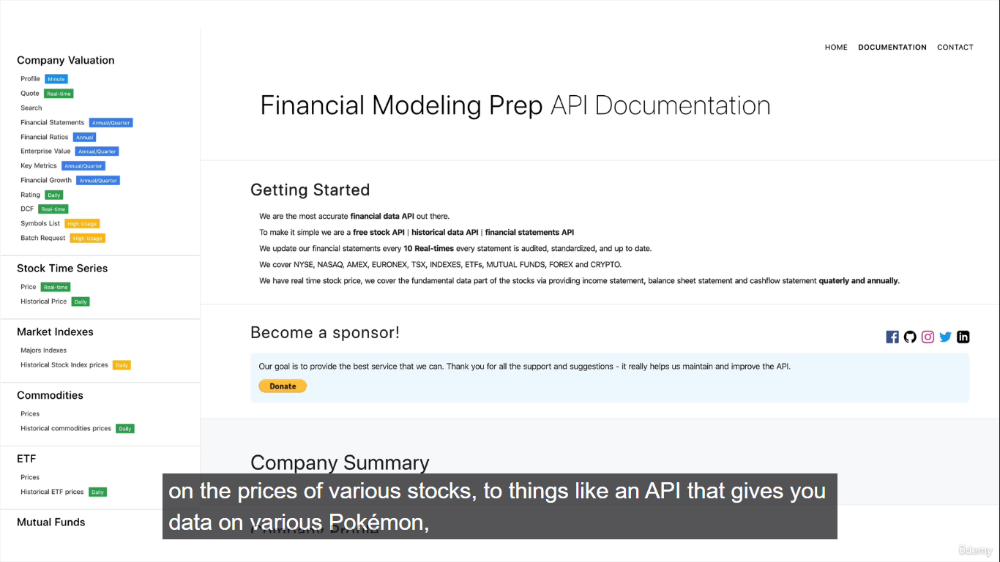 HOME DOCUMENTATION CONTACT
Company Valuation
Profile Minute
Quote Real-time
Search
Financial Statements Annual/Quarter
Financial Ratios Annual
Enterprise Value Annual/Quarter
Key Metrics Annual/Quarter
Financial Growth Annual/Quarter
Rating Daily
DCF Real-time
Symbols List High Usage
Batch Request High Usage
Stock Time Series
Price Real-time
Historical Price Daily
Market Indexes
Majors Indexes
Historical Stock Index prices Daily
Commodities
Prices
Historical commodities prices Daily
ETF
Prices
Historical ETF prices Daily
Mutual Funds
Financial Modeling Prep API Documentation
Getting Started
We are the most accurate financial data API out there.
To make it simple we are a free stock API | historical data API | financial statements API
We update our financial statements every 10 Real-times every statement is audited, standardized, and up to date.
We cover NYSE, NASAQ, AMEX, EURONEX, TSX, INDEXES, ETFs, MUTUAL FUNDS, FOREX and CRYPTO.
We have real time stock price, we cover the fundamental data part of the stocks via providing income statement, balance sheet statement and cashflow statement quaterly and annually.
Become a sponsor!
Our goal is to provide the best service that we can. Thank you for all the support and suggestions - it really helps us maintain and improve the API.
Donate
Company Summary
on the prices of various stocks, to things like an API that gives you
data on various Pokémon,
ûdemy